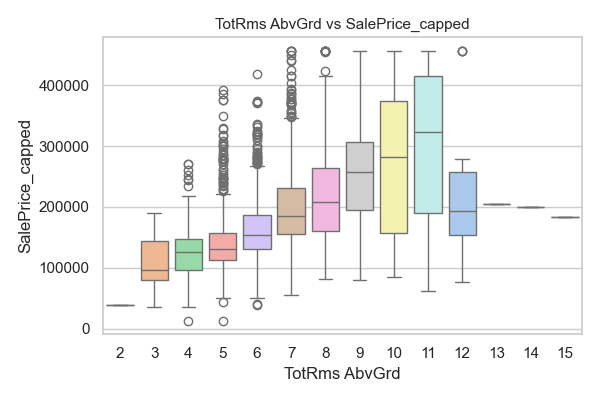 TotRms AbvGrd vs SalePrice_capped
SalePrice_capped
400000
300000
200000
100000
0
2 3 4 5 6 7 8 9 10 11 12 13 14 15
TotRms AbvGrd